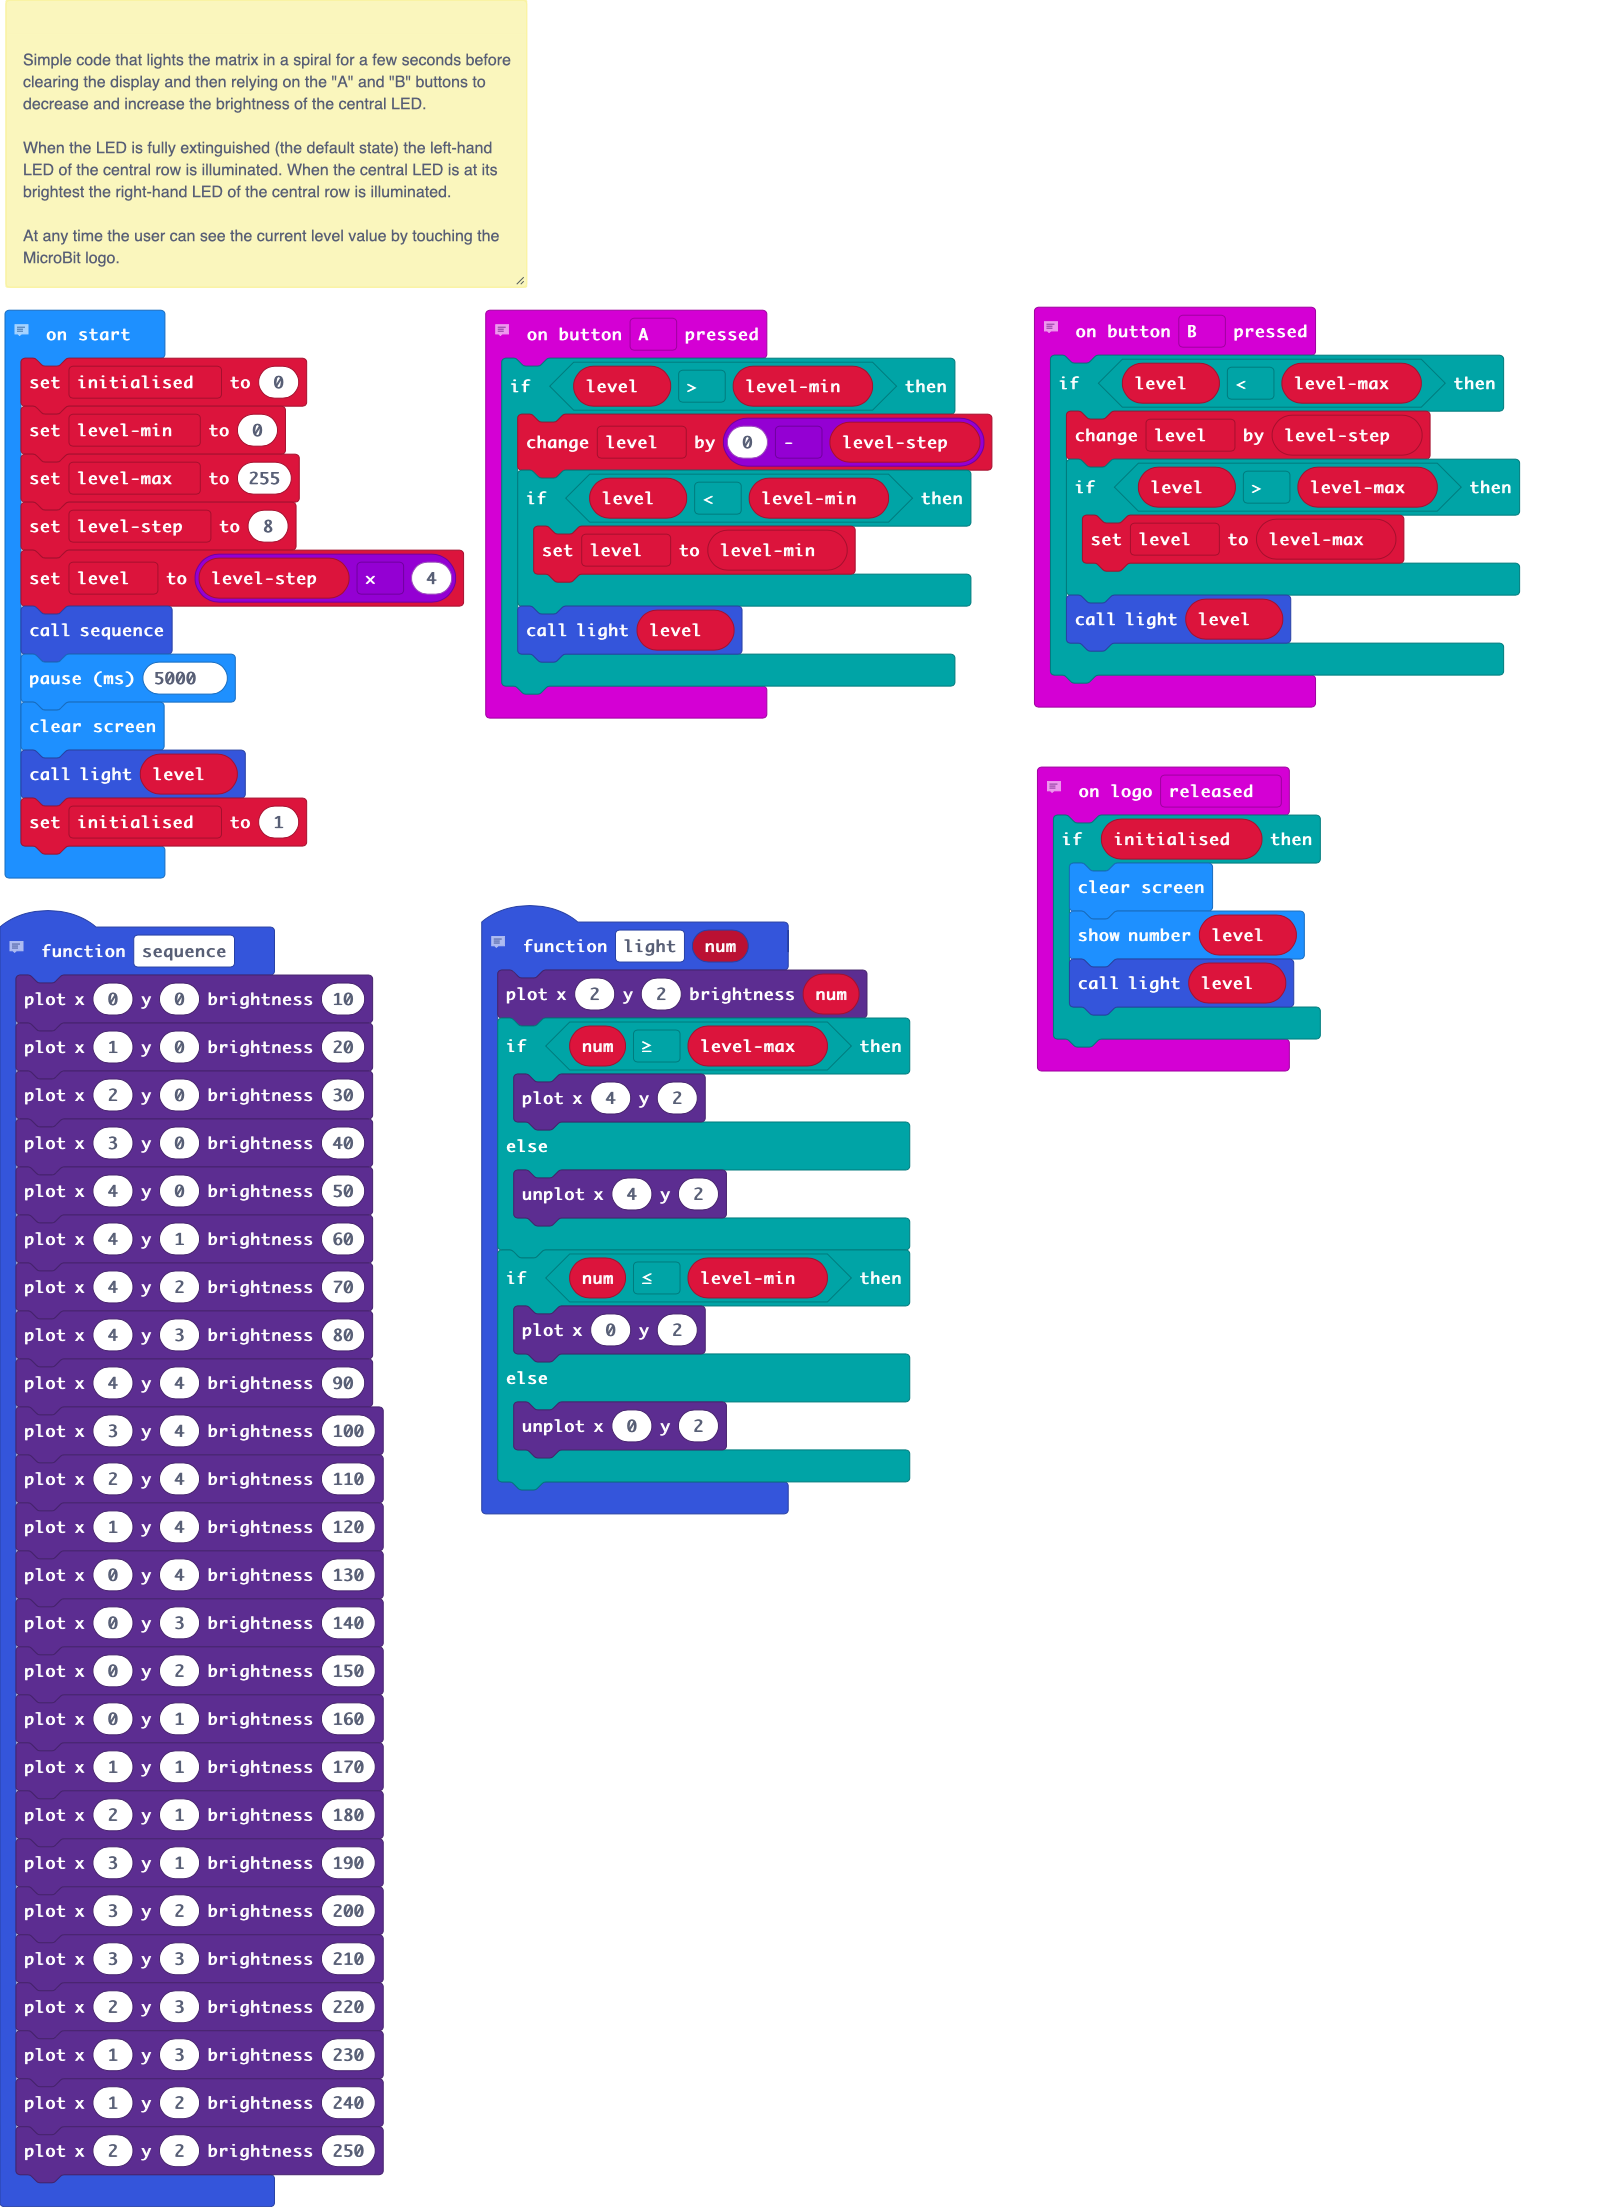 Simple code that lights the matrix in a spiral for a few seconds before
clearing the display and then relying on the "A" and "B" buttons to
decrease and increase the brightness of the central LED.
When the LED is fully extinguished (the default state) the left-hand
LED of the central row is illuminated. When the central LED is at its
brightest the right-hand LED of the central row is illuminated.
At any time the user can see the current level value by touching the
MicroBit logo.
on start
set initialised to 0
set level-min to 0
set level-max to 255
set level-step to 8
set level to level-step x 4
call sequence
pause (ms) 5000
clear screen
call light level
set initialised to 1
on button A pressed
if level > level-min then
change level by 0 - level-step
if level < level-min then
set level to level-min
call light level
on button B pressed
if level < level-max then
change level by level-step
if level > level-max then
set level to level-max
call light level
on logo released
if initialised then
clear screen
show number level
call light level
function sequence
plot x 0 y 0 brightness 10
plot x 1 y 0 brightness 20
plot x 2 y 0 brightness 30
plot x 3 y 0 brightness 40
plot x 4 y 0 brightness 50
plot x 4 y 1 brightness 60
plot x 4 y 2 brightness 70
plot x 4 y 3 brightness 80
plot x 4 y 4 brightness 90
plot x 3 y 4 brightness 100
plot x 2 y 4 brightness 110
plot x 1 y 4 brightness 120
plot x 0 y 4 brightness 130
plot x 0 y 3 brightness 140
plot x 0 y 2 brightness 150
plot x 0 y 1 brightness 160
plot x 1 y 1 brightness 170
plot x 2 y 1 brightness 180
plot x 3 y 1 brightness 190
plot x 3 y 2 brightness 200
plot x 3 y 3 brightness 210
plot x 2 y 3 brightness 220
plot x 1 y 3 brightness 230
plot x 1 y 2 brightness 240
plot x 2 y 2 brightness 250
function light num
plot x 2 y 2 brightness num
if num ≥ level-max then
plot x 4 y 2
else
unplot x 4 y 2
if num ≤ level-min then
plot x 0 y 2
else
unplot x 0 y 2